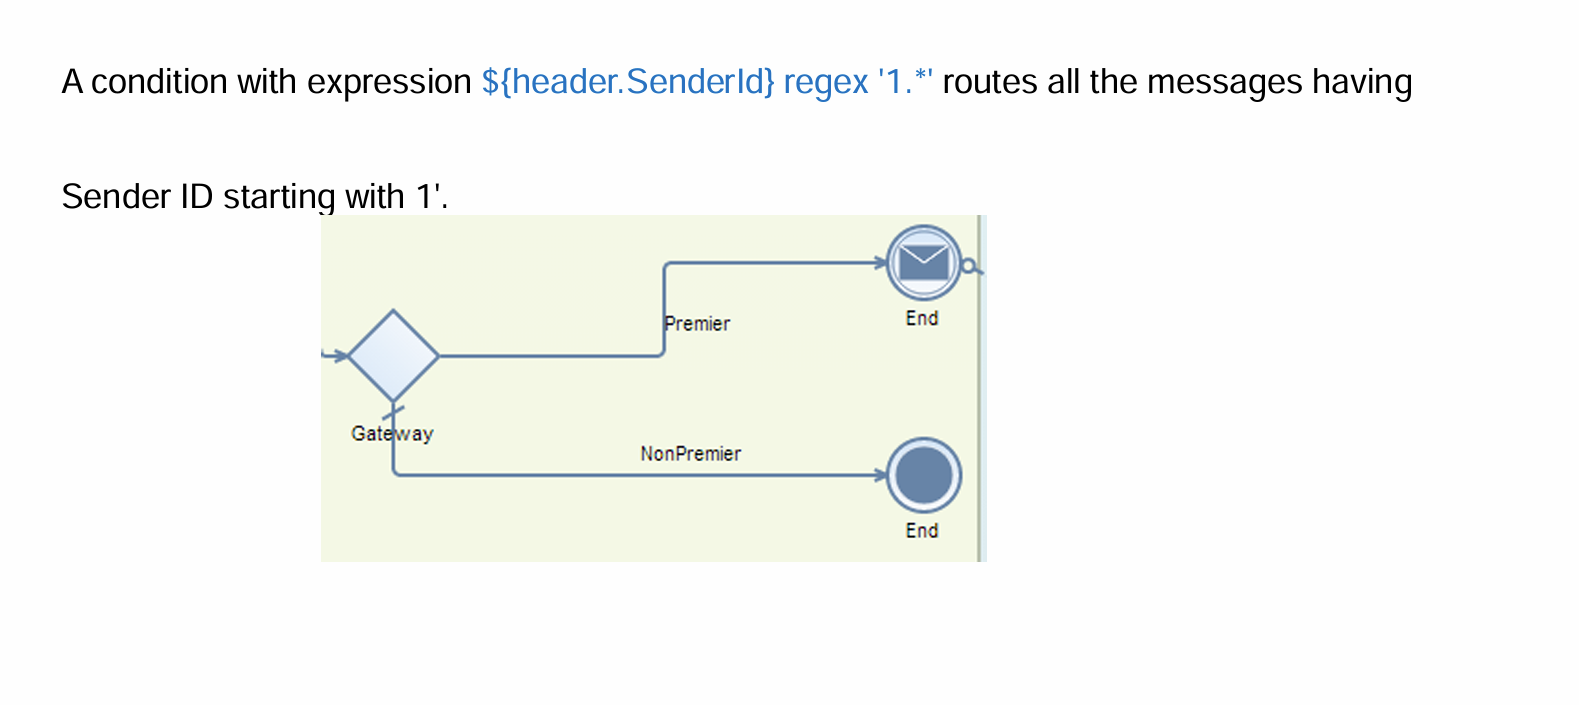 A condition with expression ${header.SenderId} regex '1.*' routes all the messages having
Sender ID starting with 1'.
End
Premier
Gateway
NonPremier
End